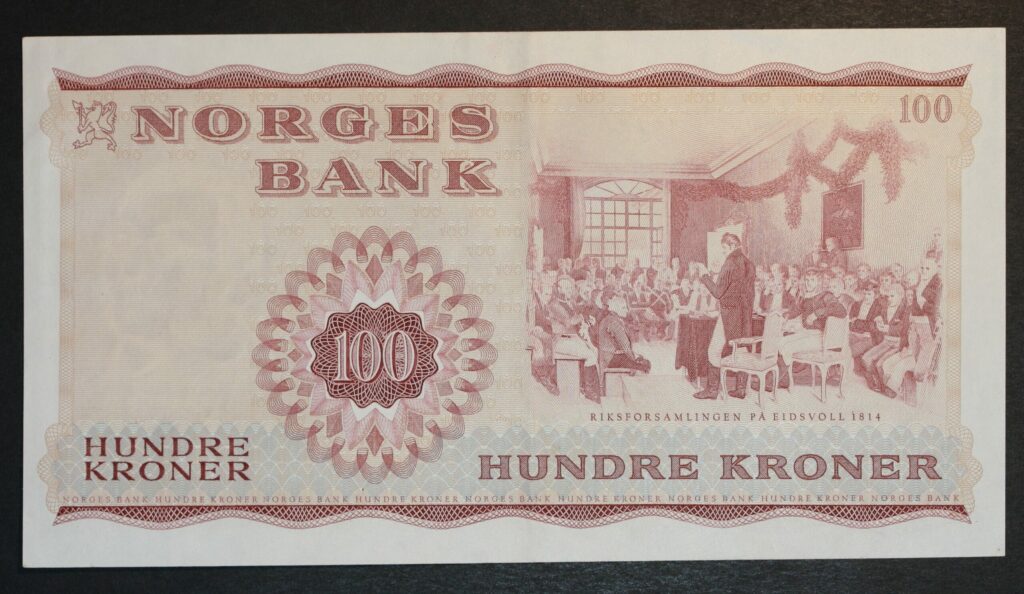 NORGES
BANK
100
100
RIKSFORSAMLINGEN PÅ EIDSVOLL 1814
HUNDRE
KRONER
HUNDRE KRONER
NORGES BANK HUNDRE KRONER NORGES BANK HUNDRE KRONER NORGES BANK HUNDRE KRONER NORGES BANK HUNDRE KRONER NORGES BANK